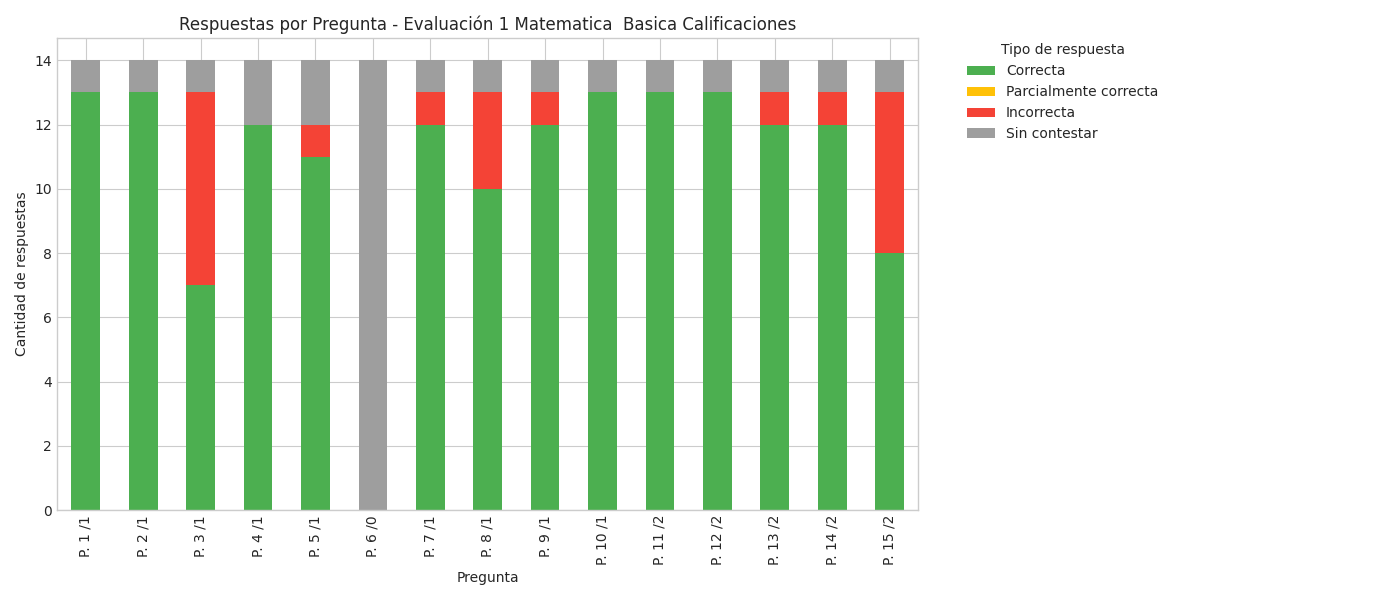 Respuestas por Pregunta - Evaluación 1 Matematica  Basica Calificaciones
Tipo de respuesta
Correcta
Parcialmente correcta
Incorrecta
Sin contestar
Cantidad de respuestas
14
12
10
8
6
4
2
0
P. 1 /1
P. 2 /1
P. 3 /1
P. 4 /1
P. 5 /1
P. 6 /0
P. 7 /1
P. 8 /1
P. 9 /1
P. 10 /1
P. 11 /2
P. 12 /2
P. 13 /2
P. 14 /2
P. 15 /2
Pregunta